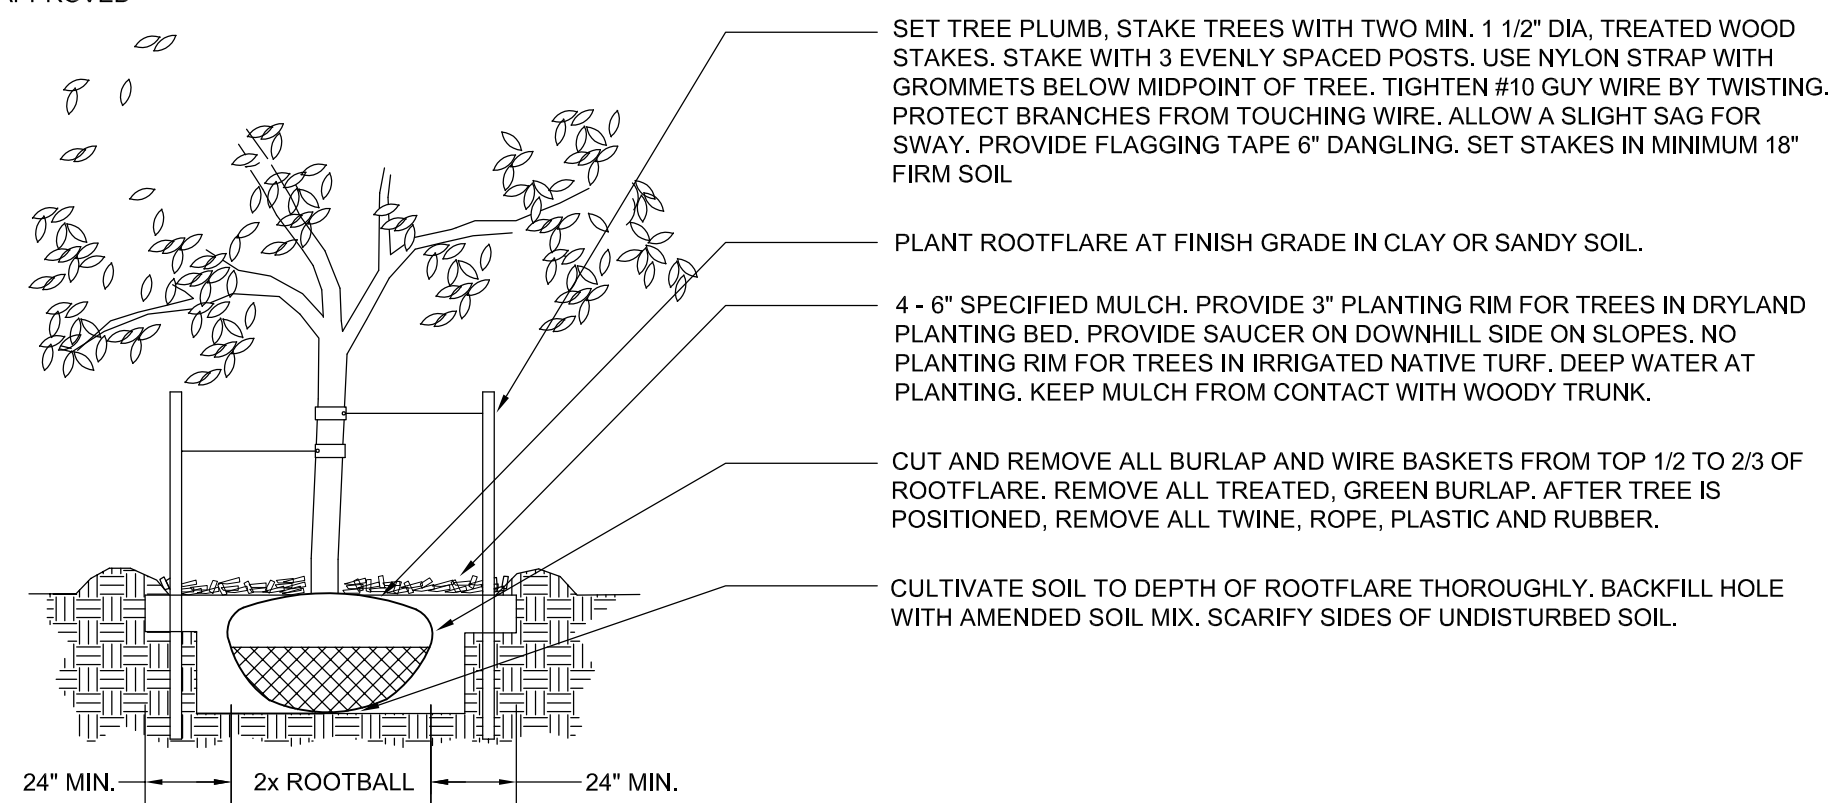 SET TREE PLUMB, STAKE TREES WITH TWO MIN. 1 1/2" DIA, TREATED WOOD
STAKES. STAKE WITH 3 EVENLY SPACED POSTS. USE NYLON STRAP WITH
GROMMETS BELOW MIDPOINT OF TREE. TIGHTEN #10 GUY WIRE BY TWISTING.
PROTECT BRANCHES FROM TOUCHING WIRE. ALLOW A SLIGHT SAG FOR
SWAY. PROVIDE FLAGGING TAPE 6" DANGLING. SET STAKES IN MINIMUM 18"
FIRM SOIL
PLANT ROOTFLARE AT FINISH GRADE IN CLAY OR SANDY SOIL.
4 - 6" SPECIFIED MULCH. PROVIDE 3" PLANTING RIM FOR TREES IN DRYLAND
PLANTING BED. PROVIDE SAUCER ON DOWNHILL SIDE ON SLOPES. NO
PLANTING RIM FOR TREES IN IRRIGATED NATIVE TURF. DEEP WATER AT
PLANTING. KEEP MULCH FROM CONTACT WITH WOODY TRUNK.
CUT AND REMOVE ALL BURLAP AND WIRE BASKETS FROM TOP 1/2 TO 2/3 OF
ROOTFLARE. REMOVE ALL TREATED, GREEN BURLAP. AFTER TREE IS
POSITIONED, REMOVE ALL TWINE, ROPE, PLASTIC AND RUBBER.
CULTIVATE SOIL TO DEPTH OF ROOTFLARE THOROUGHLY. BACKFILL HOLE
WITH AMENDED SOIL MIX. SCARIFY SIDES OF UNDISTURBED SOIL.
24" MIN. 2x ROOTBALL 24" MIN.